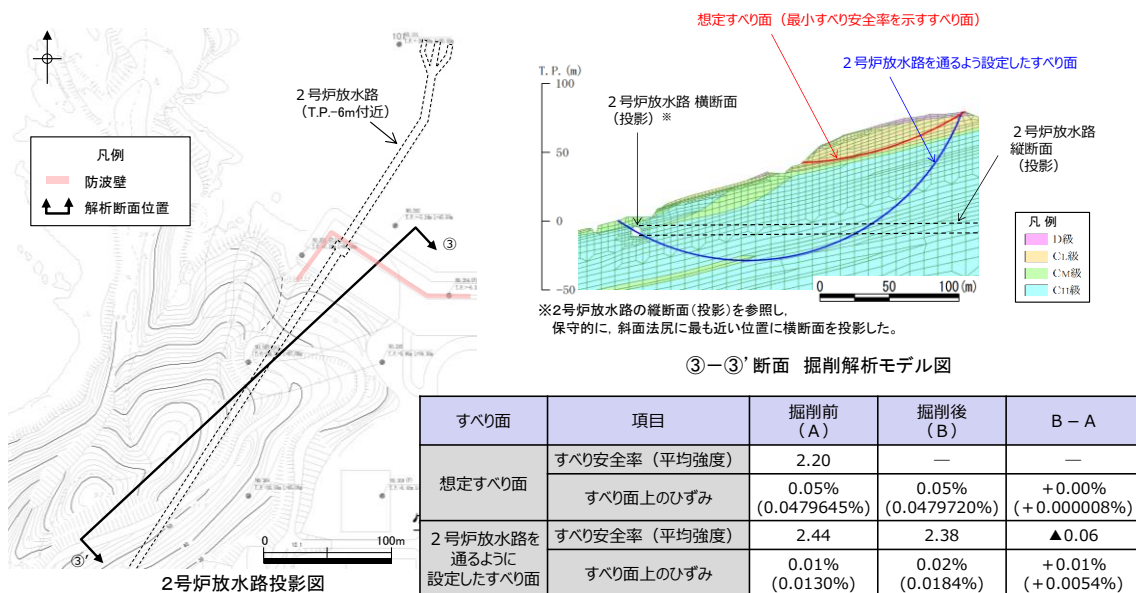 2号炉放水路
(T.P.-6m付近)
凡例
防波壁
解析断面位置
③
③’
0 100m
2号炉放水路投影図
想定すべり面（最小すべり安全率を示すすべり面）
2号炉放水路を通るよう設定したすべり面
T.P. (m)
100
50
0
-50
2号炉放水路 横断面
（投影）※
2号炉放水路
縦断面
（投影）
凡 例
D級
CL級
CM級
CH級
0 50 100(m)
※2号炉放水路の縦断面(投影)を参照し,
保守的に, 斜面法尻に最も近い位置に横断面を投影した。
③－③’断面 掘削解析モデル図
すべり面 項目 掘削前（A） 掘削後（B） B－A
想定すべり面 すべり安全率（平均強度） 2.20 ― ―
すべり面上のひずみ 0.05% (0.0479645%) 0.05% (0.0479720%) +0.00% (+0.000008%)
2号炉放水路を通るように設定したすべり面 すべり安全率（平均強度） 2.44 2.38 ▲0.06
すべり面上のひずみ 0.01% (0.0130%) 0.02% (0.0184%) +0.01% (+0.0054%)